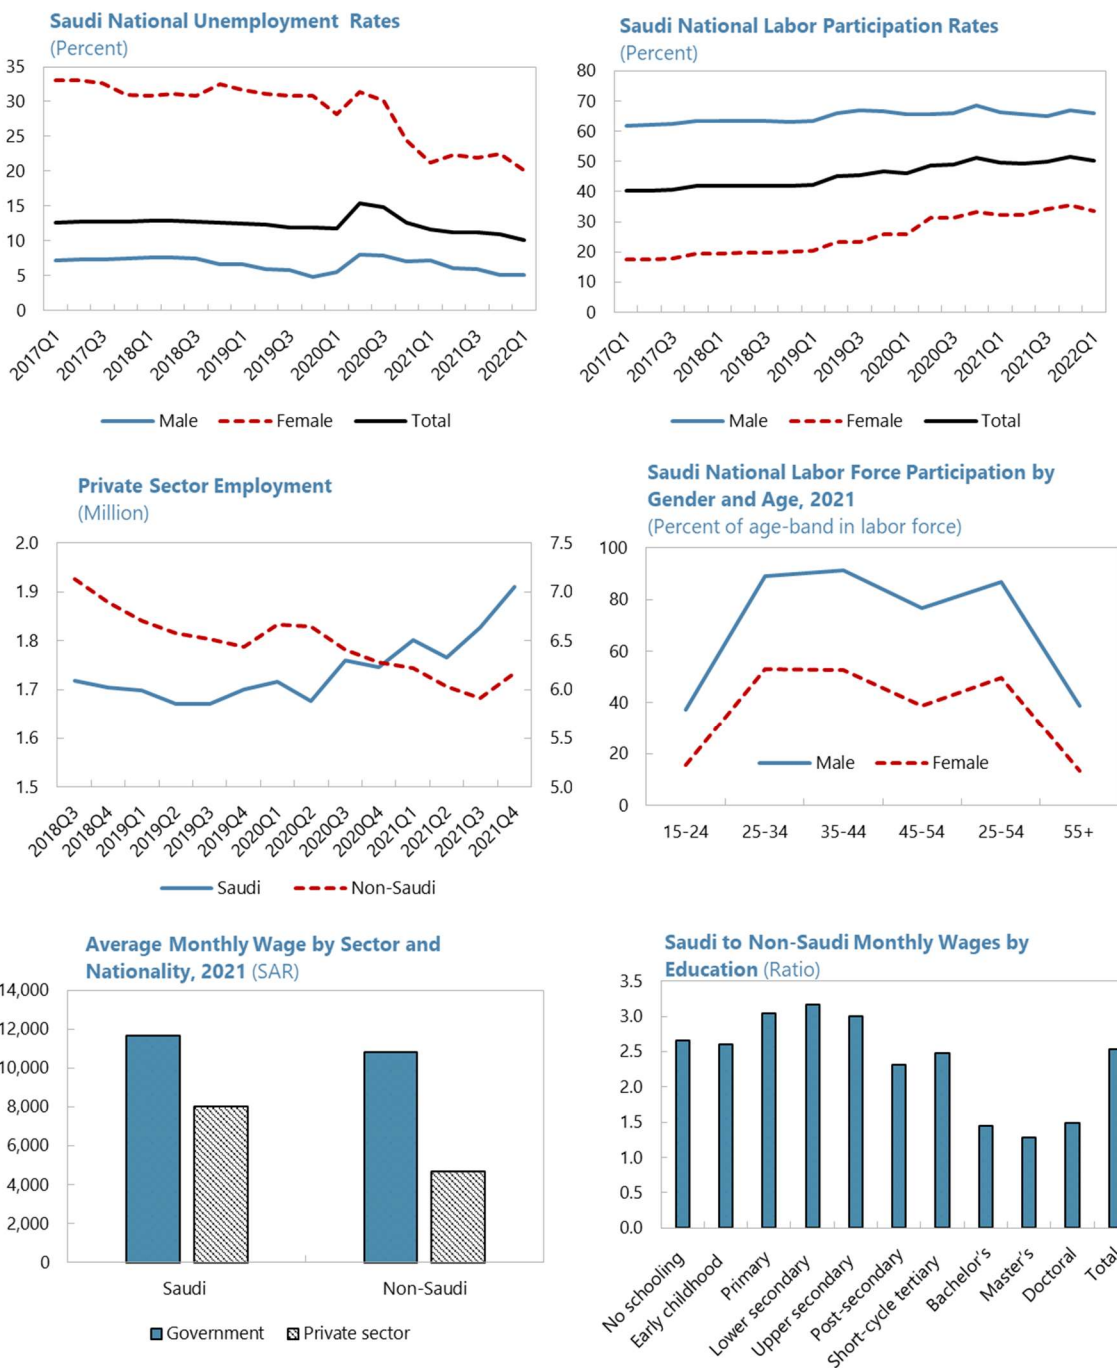 Saudi National Unemployment Rates
(Percent)
35
30
25
20
15
10
5
0
2017Q1
2017Q3
2018Q1
2018Q3
2019Q1
2019Q3
2020Q1
2020Q3
2021Q1
2021Q3
2022Q1
Male Female Total
Saudi National Labor Participation Rates
(Percent)
80
70
60
50
40
30
20
10
0
2017Q1
2017Q3
2018Q1
2018Q3
2019Q1
2019Q3
2020Q1
2020Q3
2021Q1
2021Q3
2022Q1
Male Female Total
Private Sector Employment
(Million)
2.0
1.9
1.8
1.7
1.6
1.5
7.5
7.0
6.5
6.0
5.5
5.0
2018Q3
2018Q4
2019Q1
2019Q2
2019Q3
2019Q4
2020Q1
2020Q2
2020Q3
2020Q4
2021Q1
2021Q2
2021Q3
2021Q4
Saudi Non-Saudi
Saudi National Labor Force Participation by
Gender and Age, 2021
(Percent of age-band in labor force)
100
80
60
40
20
0
Male Female
15-24 25-34 35-44 45-54 25-54 55+
Average Monthly Wage by Sector and
Nationality, 2021 (SAR)
14,000
12,000
10,000
8,000
6,000
4,000
2,000
0
Saudi Non-Saudi
Government Private sector
Saudi to Non-Saudi Monthly Wages by
Education (Ratio)
3.5
3.0
2.5
2.0
1.5
1.0
0.5
0.0
No schooling
Early childhood
Primary
Lower secondary
Upper secondary
Post-secondary
Short-cycle tertiary
Bachelor's
Master's
Doctoral
Total